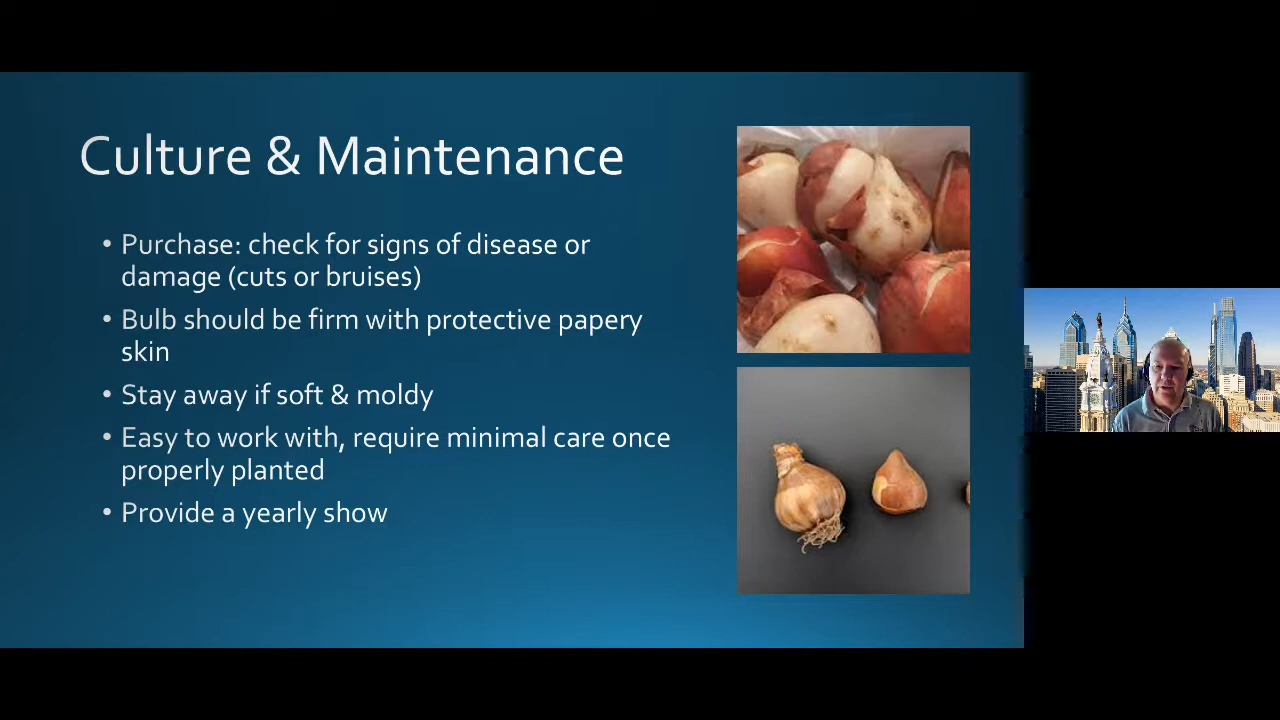 Culture & Maintenance
• Purchase: check for signs of disease or
damage (cuts or bruises)
• Bulb should be firm with protective papery
skin
• Stay away if soft & moldy
• Easy to work with, require minimal care once
properly planted
• Provide a yearly show